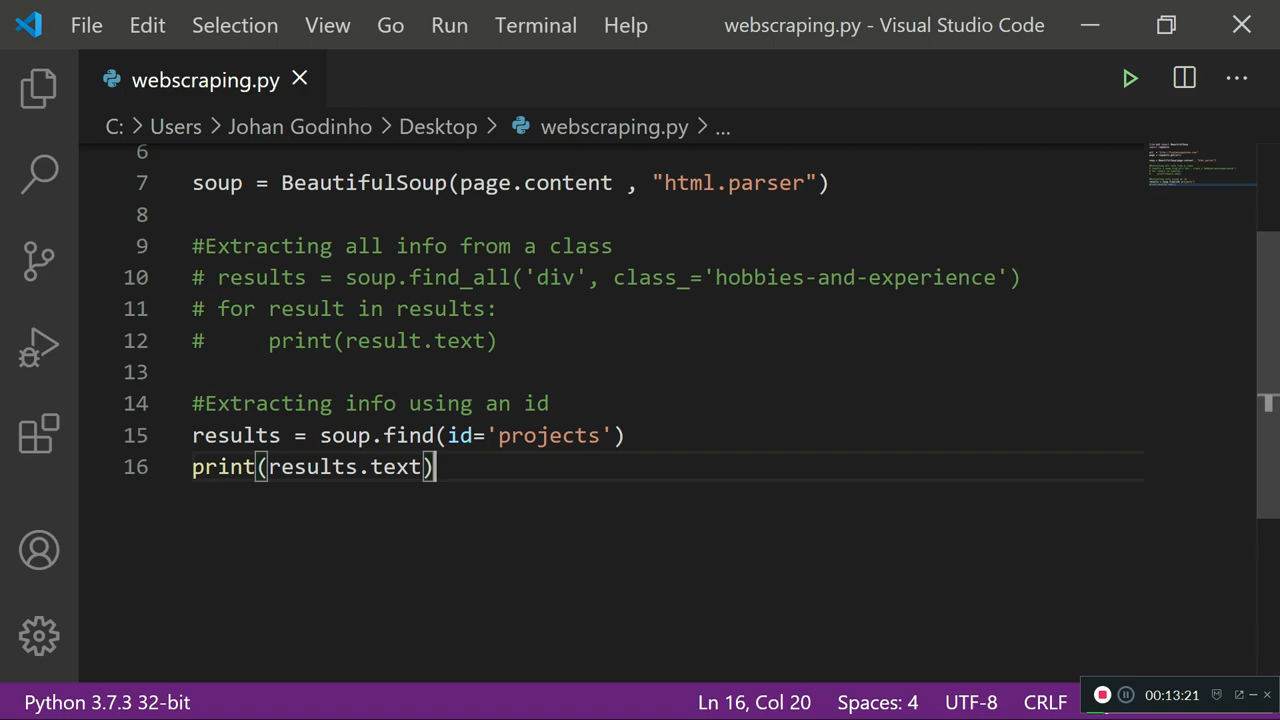 File Edit Selection View Go Run Terminal Help webscraping.py - Visual Studio Code
webscraping.py
C: > Users > Johan Godinho > Desktop > webscraping.py > ...
6
7 soup = BeautifulSoup(page.content , "html.parser")
8
9 #Extracting all info from a class
10 # results = soup.find_all('div', class_='hobbies-and-experience')
11 # for result in results:
12 #     print(result.text)
13
14 #Extracting info using an id
15 results = soup.find(id='projects')
16 print(results.text)
Python 3.7.3 32-bit Ln 16, Col 20 Spaces: 4 UTF-8 CRLF 00:13:21